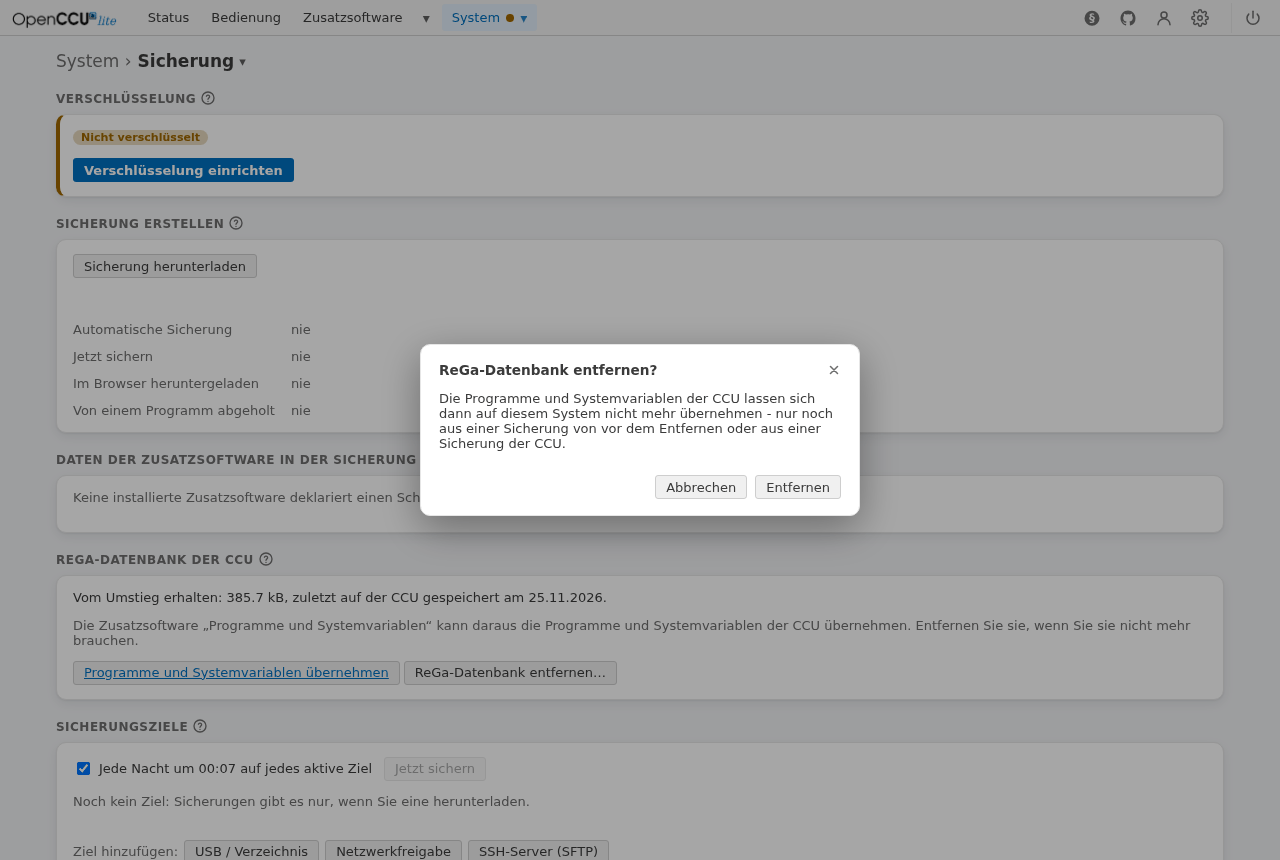 OpenCCU lite Status Bedienung Zusatzsoftware ▾ System ▾
System › Sicherung ▾
VERSCHLÜSSELUNG
Nicht verschlüsselt
Verschlüsselung einrichten
SICHERUNG ERSTELLEN
Sicherung herunterladen
Automatische Sicherung nie
Jetzt sichern nie
Im Browser heruntergeladen nie
Von einem Programm abgeholt nie
ReGa-Datenbank entfernen?
Die Programme und Systemvariablen der CCU lassen sich
dann auf diesem System nicht mehr übernehmen - nur noch
aus einer Sicherung von vor dem Entfernen oder aus einer
Sicherung der CCU.
Abbrechen Entfernen
DATEN DER ZUSATZSOFTWARE IN DER SICHERUNG
Keine installierte Zusatzsoftware deklariert einen Sch
REGA-DATENBANK DER CCU
Vom Umstieg erhalten: 385.7 kB, zuletzt auf der CCU gespeichert am 25.11.2026.
Die Zusatzsoftware „Programme und Systemvariablen“ kann daraus die Programme und Systemvariablen der CCU übernehmen. Entfernen Sie sie, wenn Sie sie nicht mehr
brauchen.
Programme und Systemvariablen übernehmen ReGa-Datenbank entfernen…
SICHERUNGSZIELE
Jede Nacht um 00:07 auf jedes aktive Ziel Jetzt sichern
Noch kein Ziel: Sicherungen gibt es nur, wenn Sie eine herunterladen.
Ziel hinzufügen: USB / Verzeichnis Netzwerkfreigabe SSH-Server (SFTP)